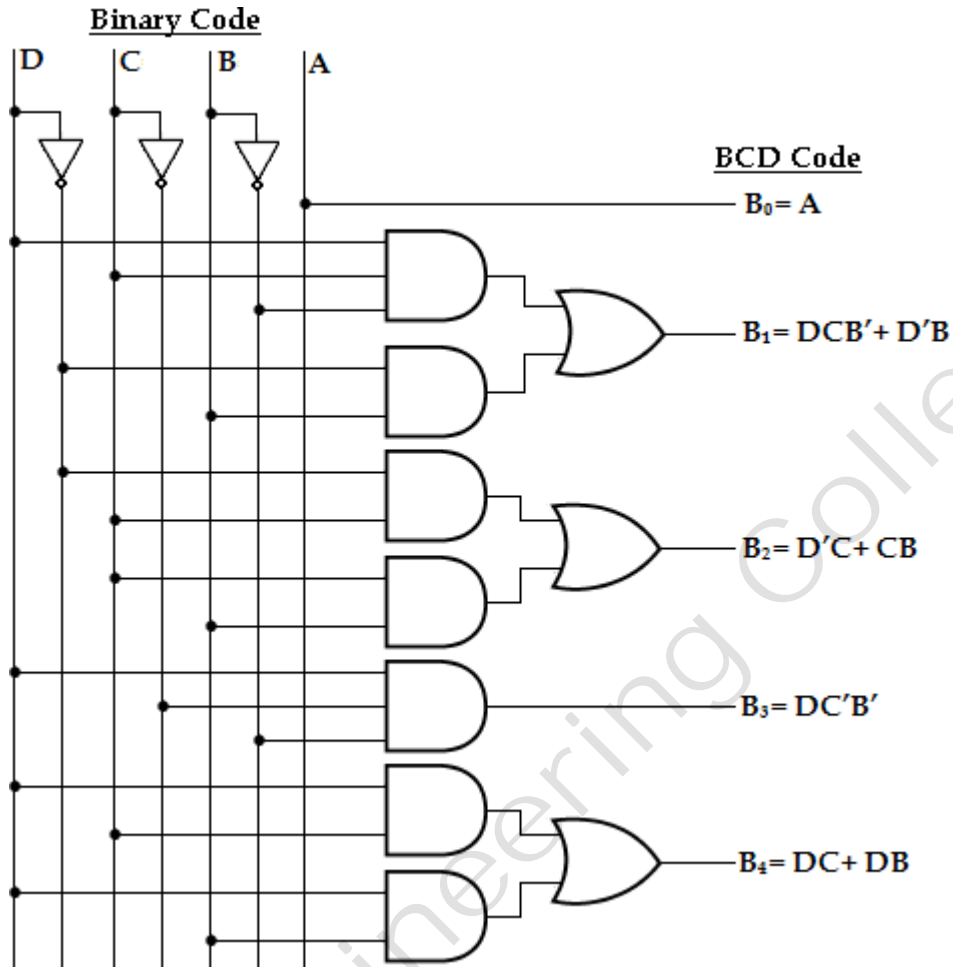 Binary Code
D C B A
BCD Code
B₀= A
B₁= DCB′+ D′B
B₂= D′C+ CB
B₃= DC′B′
B₄= DC+ DB